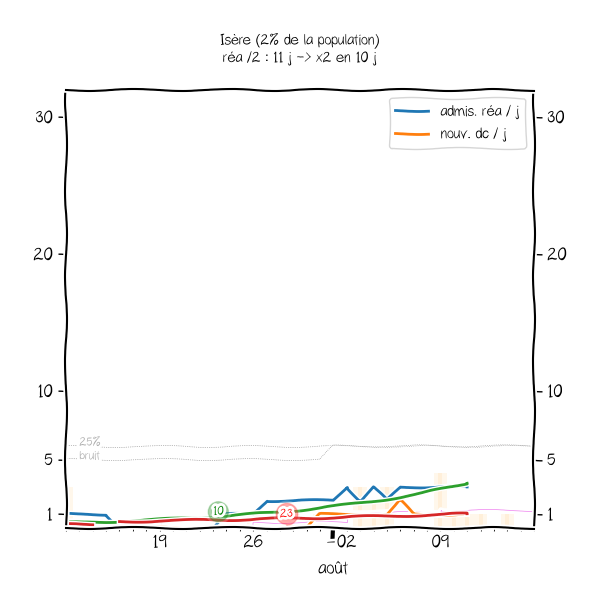 Isère (2% de la population)
réa /2 : 11 j -> x2 en 10 j
admis. réa / j
nouv. dc / j
30
30
20
20
10
10
25%
bruit
5
5
10
23
1
1
19
26
02
09
août